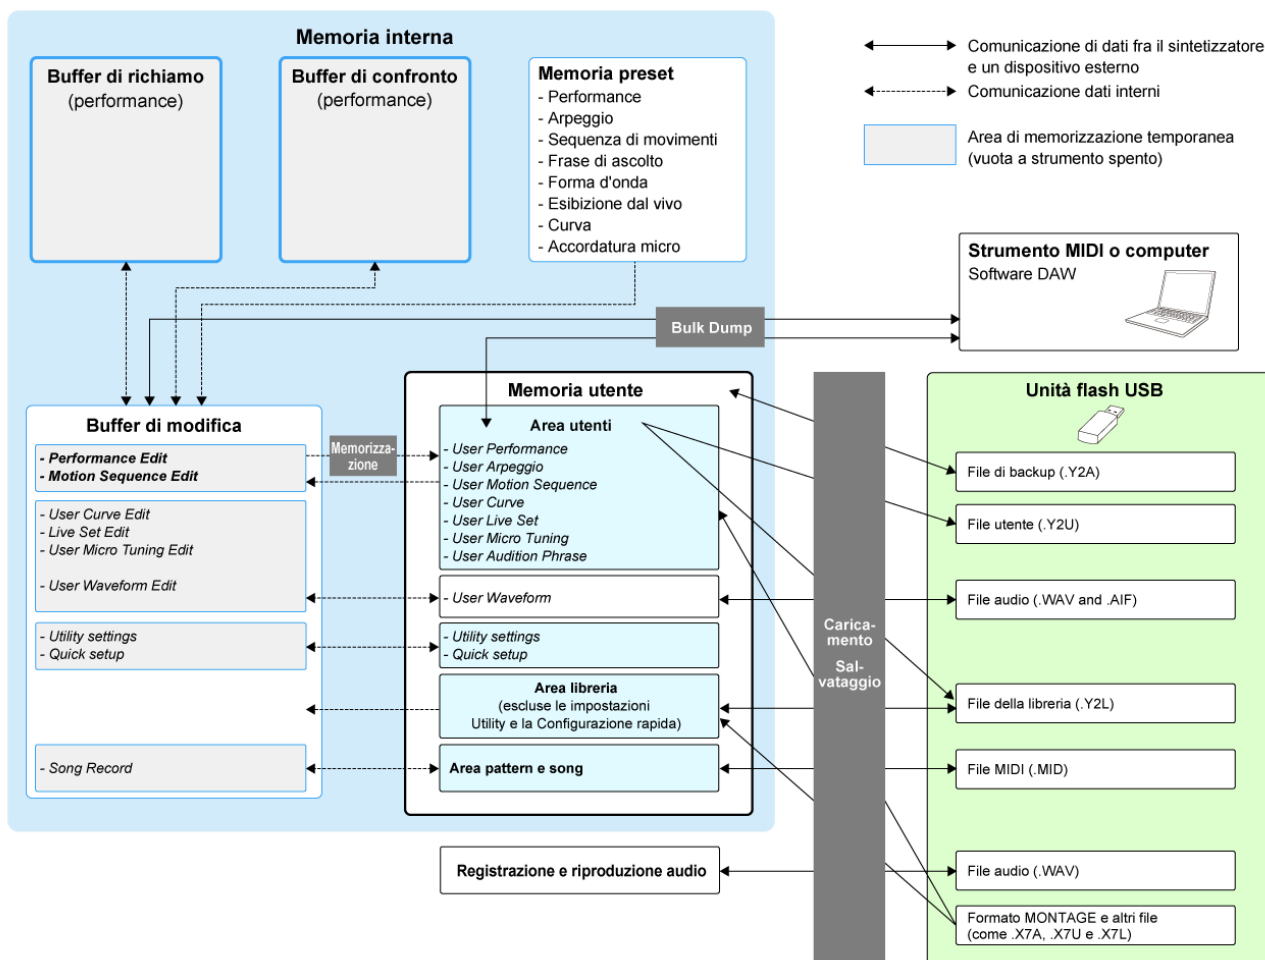 Memoria interna
Buffer di richiamo
(performance)
Buffer di confronto
(performance)
Memoria preset
- Performance
- Arpeggio
- Sequenza di movimenti
- Frase di ascolto
- Forma d'onda
- Esibizione dal vivo
- Curva
- Accordatura micro
Comunicazione di dati fra il sintetizzatore
e un dispositivo esterno
Comunicazione dati interni
Area di memorizzazione temporanea
(vuota a strumento spento)
Strumento MIDI o computer
Software DAW
Bulk Dump
Buffer di modifica
- Performance Edit
- Motion Sequence Edit
- User Curve Edit
- Live Set Edit
- User Micro Tuning Edit
- User Waveform Edit
- Utility settings
- Quick setup
- Song Record
Memorizza-
zione
Memoria utente
Area utenti
- User Performance
- User Arpeggio
- User Motion Sequence
- User Curve
- User Live Set
- User Micro Tuning
- User Audition Phrase
- User Waveform
- Utility settings
- Quick setup
Area libreria
(escluse le impostazioni
Utility e la Configurazione rapida)
Area pattern e song
Registrazione e riproduzione audio
Carica-
mento
Sal-
vataggio
Unità flash USB
File di backup (.Y2A)
File utente (.Y2U)
File audio (.WAV and .AIF)
File della libreria (.Y2L)
File MIDI (.MID)
File audio (.WAV)
Formato MONTAGE e altri file
(come .X7A, .X7U e .X7L)